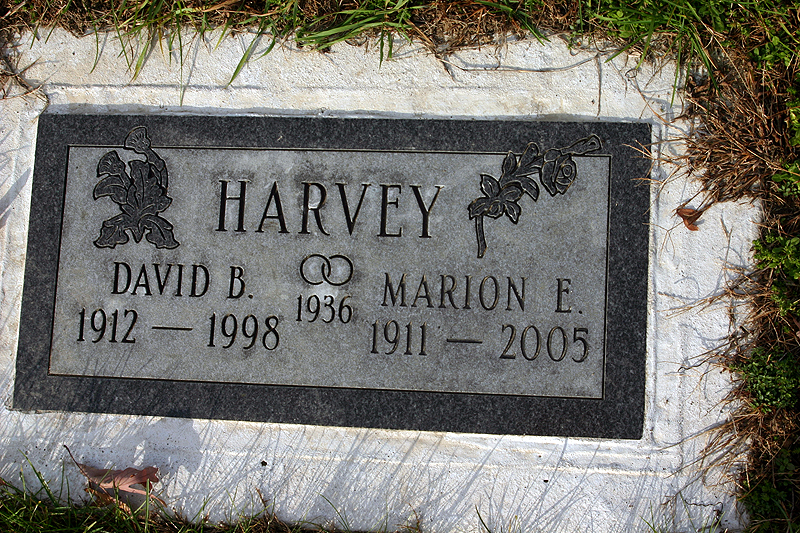 HARVEY
DAVID B. 1936 MARION E.
1912 — 1998 1911 — 2005